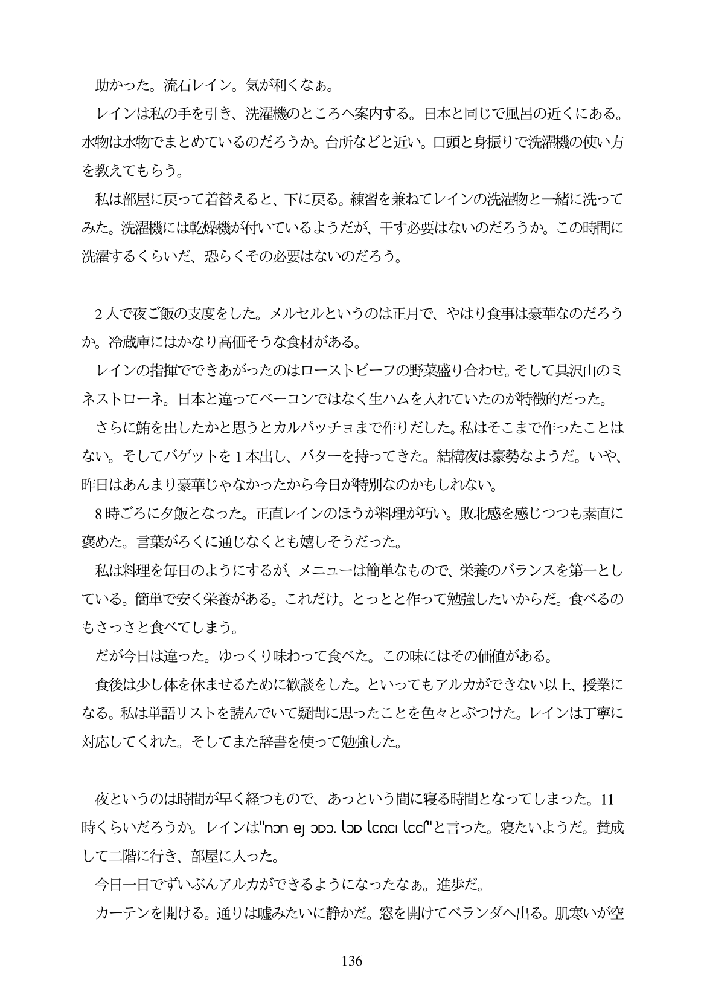 助かった。流石レイン。気が利くなぁ。
レインは私の手を引き、洗濯機のところへ案内する。日本と同じで風呂の近くにある。
水物は水物でまとめているのだろうか。台所などと近い。口頭と身振りで洗濯機の使い方
を教えてもらう。
私は部屋に戻って着替えると、下に戻る。練習を兼ねてレインの洗濯物と一緒に洗って
みた。洗濯機には乾燥機が付いているようだが、干す必要はないのだろうか。この時間に
洗濯するくらいだ、恐らくその必要はないのだろう。
2人で夜ご飯の支度をした。メルセルというのは正月で、やはり食事は豪華なのだろう
か。冷蔵庫にはかなり高価そうな食材がある。
レインの指揮でできあがったのはローストビーフの野菜盛り合わせ。そして具沢山のミ
ネストローネ。日本と違ってベーコンではなく生ハムを入れていたのが特徴的だった。
さらに鮪を出したかと思うとカルパッチョまで作りだした。私はそこまで作ったことは
ない。そしてバゲットを1本出し、バターを持ってきた。結構夜は豪勢なようだ。いや、
昨日はあんまり豪華じゃなかったから今日が特別なのかもしれない。
8時ごろに夕飯となった。正直レインのほうが料理が巧い。敗北感を感じつつも素直に
褒めた。言葉がろくに通じなくとも嬉しそうだった。
私は料理を毎日のようにするが、メニューは簡単なもので、栄養のバランスを第一とし
ている。簡単で安く栄養がある。これだけ。とっとと作って勉強したいからだ。食べるの
もさっさと食べてしまう。
だが今日は違った。ゆっくり味わって食べた。この味にはその価値がある。
食後は少し体を休ませるために歓談をした。といってもアルカができない以上、授業に
なる。私は単語リストを読んでいて疑問に思ったことを色々とぶつけた。レインは丁寧に
対応してくれた。そしてまた辞書を使って勉強した。
夜というのは時間が早く経つもので、あっという間に寝る時間となってしまった。11
時くらいだろうか。レインは""と言った。寝たいようだ。賛成
して二階に行き、部屋に入った。
今日一日でずいぶんアルカができるようになったなぁ。進歩だ。
カーテンを開ける。通りは嘘みたいに静かだ。窓を開けてベランダへ出る。肌寒いが空
136